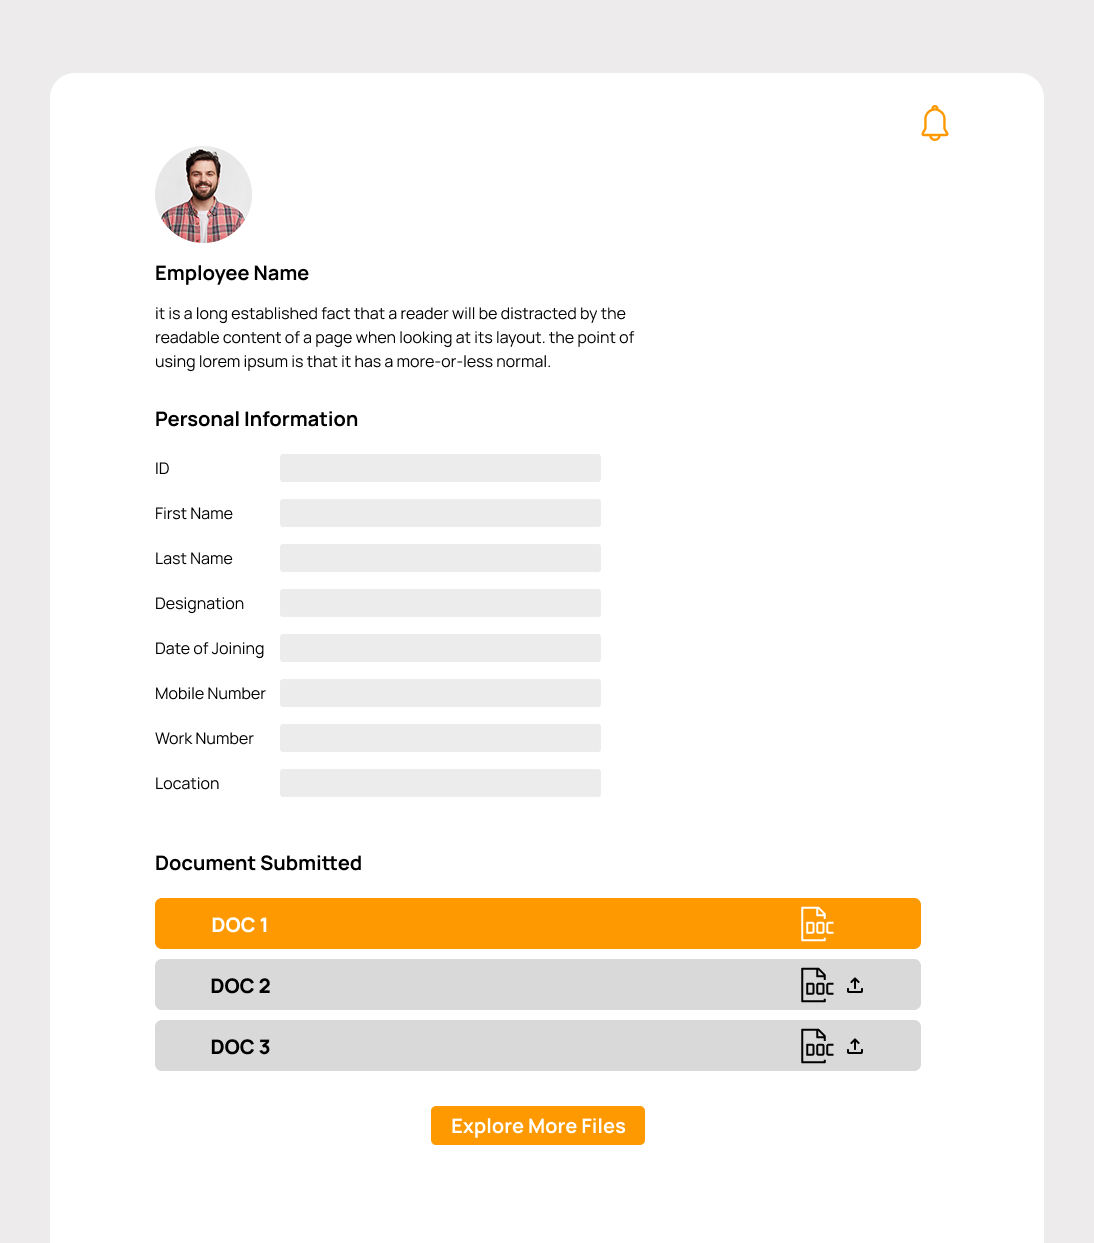 Employee Name
it is a long established fact that a reader will be distracted by the
readable content of a page when looking at its layout. the point of
using lorem ipsum is that it has a more-or-less normal.
Personal Information
ID
First Name
Last Name
Designation
Date of Joining
Mobile Number
Work Number
Location
Document Submitted
DOC 1 DOC
DOC 2 DOC
DOC 3 DOC
Explore More Files